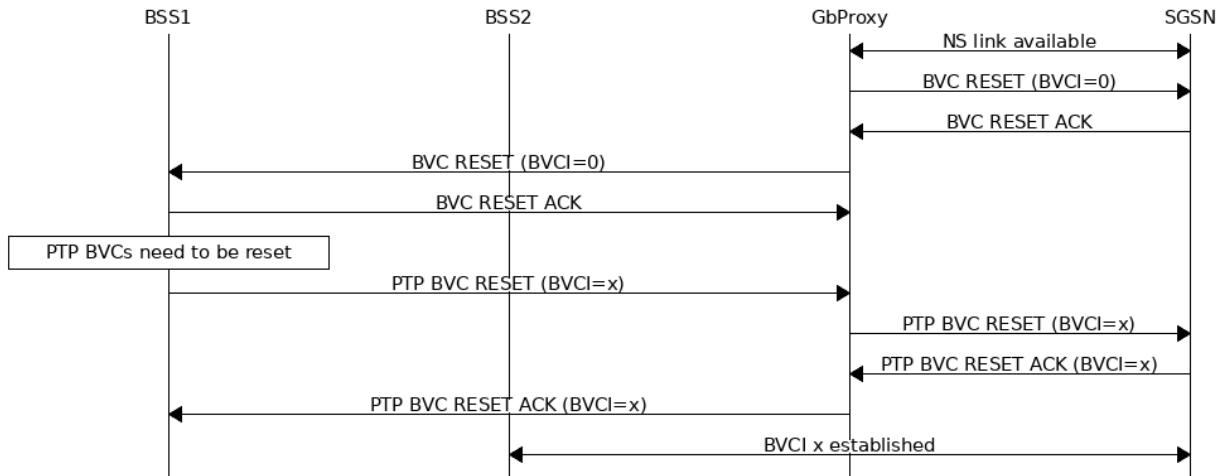 BSS1 BSS2 GbProxy SGSN
NS link available
BVC RESET (BVCI=0)
BVC RESET ACK
BVC RESET (BVCI=0)
BVC RESET ACK
PTP BVCs need to be reset
PTP BVC RESET (BVCI=x)
PTP BVC RESET (BVCI=x)
PTP BVC RESET ACK (BVCI=x)
PTP BVC RESET ACK (BVCI=x)
BVCI x established